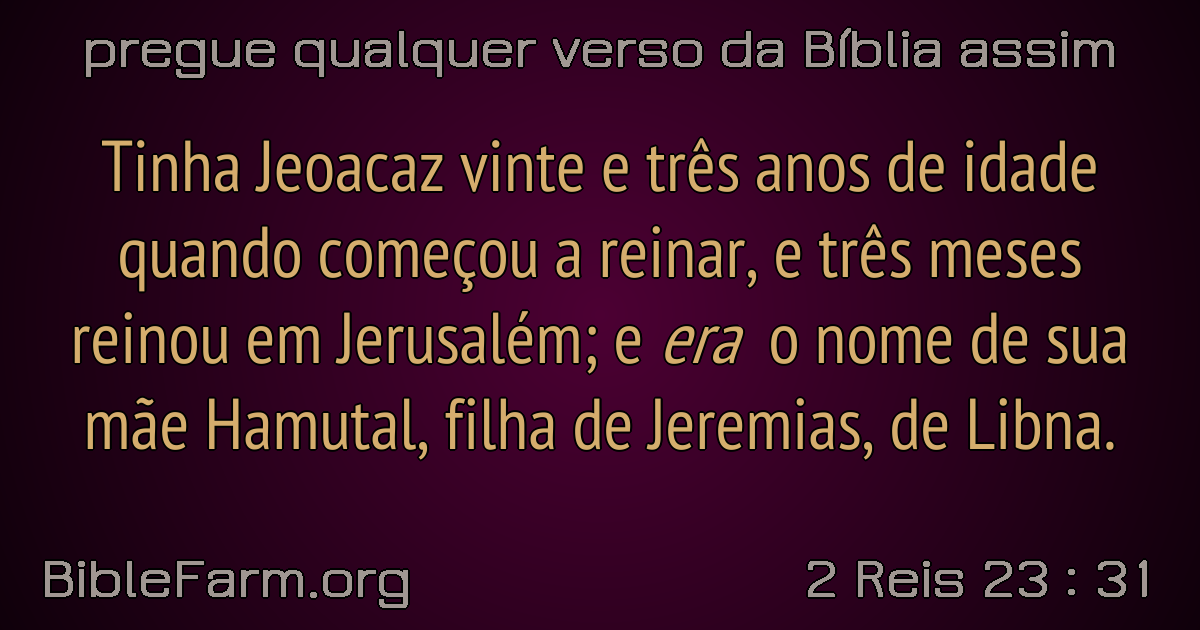 pregue qualquer verso da Bíblia assim
Tinha Jeoacaz vinte e três anos de idade
quando começou a reinar, e três meses
reinou em Jerusalém; e era o nome de sua
mãe Hamutal, filha de Jeremias, de Libna.
BibleFarm.org
2 Reis 23 : 31